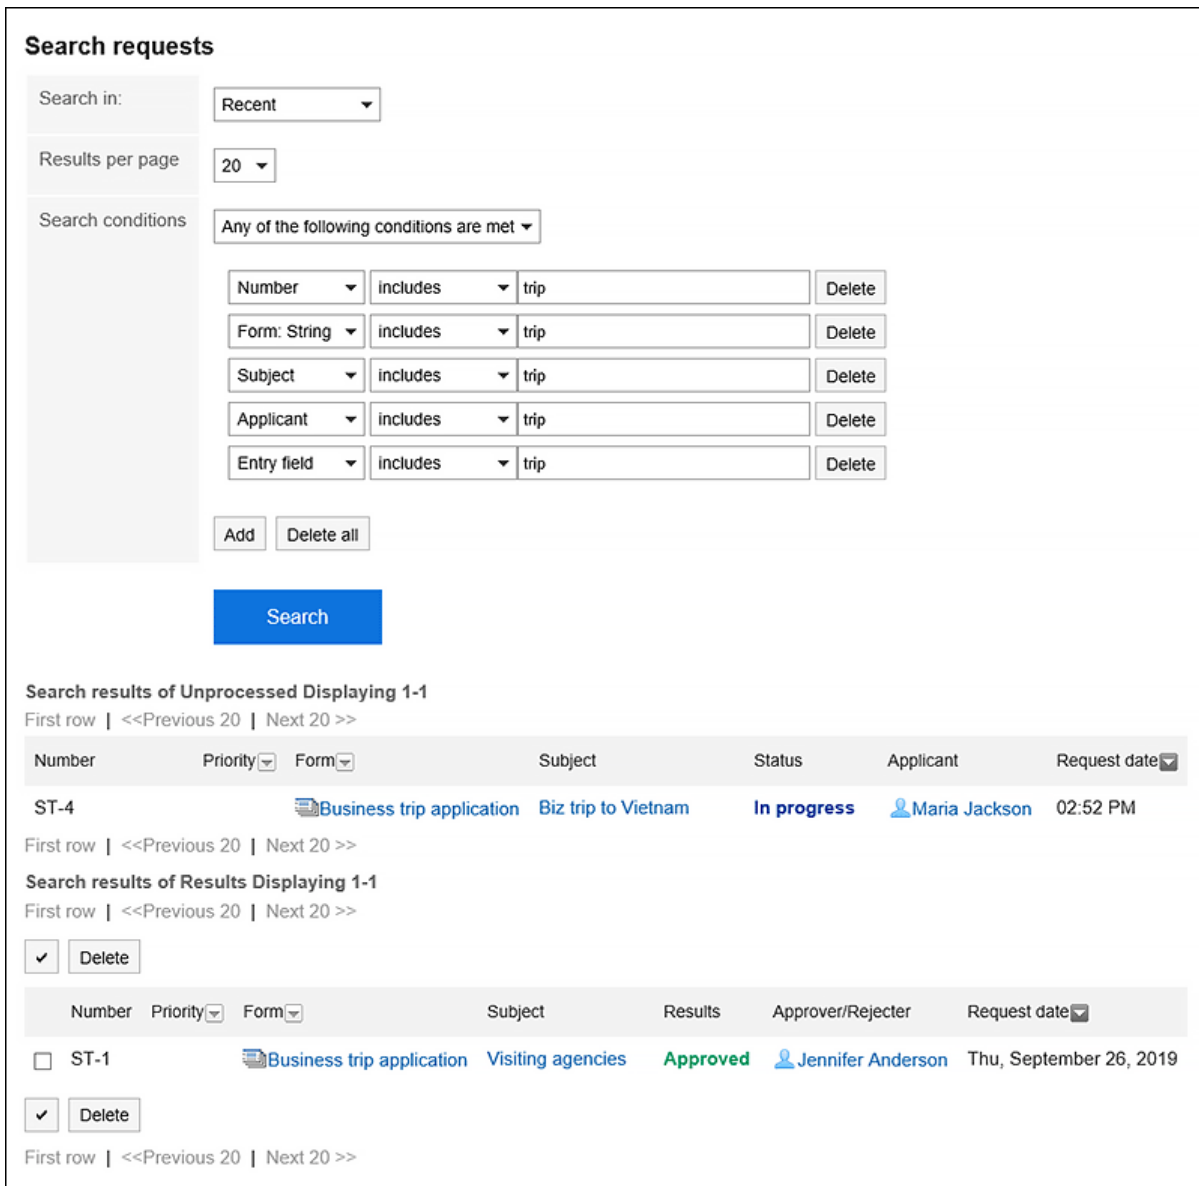 Search requests
Search in: Recent
Results per page 20
Search conditions Any of the following conditions are met
Number includes trip Delete
Form: String includes trip Delete
Subject includes trip Delete
Applicant includes trip Delete
Entry field includes trip Delete
Add Delete all
Search
Search results of Unprocessed Displaying 1-1
First row | <<Previous 20 | Next 20 >>
Number Priority Form Subject Status Applicant Request date
ST-4 Business trip application Biz trip to Vietnam In progress Maria Jackson 02:52 PM
First row | <<Previous 20 | Next 20 >>
Search results of Results Displaying 1-1
First row | <<Previous 20 | Next 20 >>
Delete
Number Priority Form Subject Results Approver/Rejecter Request date
ST-1 Business trip application Visiting agencies Approved Jennifer Anderson Thu, September 26, 2019
Delete
First row | <<Previous 20 | Next 20 >>